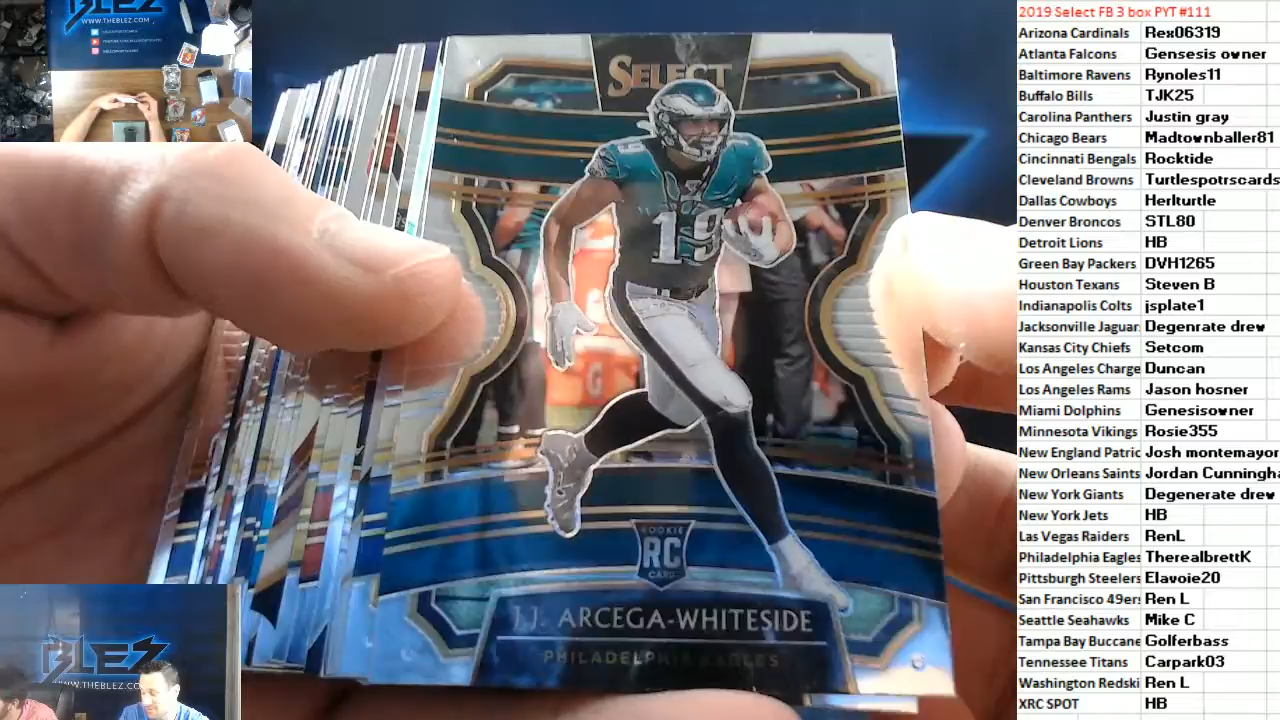 BLEZ
WWW.THEBLEZ.COM
SELECT
19
G
ROOKIE
RC
CARD
J.J. ARCEGA-WHITESIDE
PHILADELPHIA EAGLES
BLEZ
WWW.THEBLEZ.CO
2019 Select FB 3 box PYT #111
Arizona Cardinals Rex06319
Atlanta Falcons Gensesis owner
Baltimore Ravens Rynoles11
Buffalo Bills TJK25
Carolina Panthers Justin gray
Chicago Bears Madtownballer81
Cincinnati Bengals Rocktide
Cleveland Browns Turtlespotrscards
Dallas Cowboys Herlturtle
Denver Broncos STL80
Detroit Lions HB
Green Bay Packers DVH1265
Houston Texans Steven B
Indianapolis Colts jsplate1
Jacksonville Jaguar Degenrate drew
Kansas City Chiefs Setcom
Los Angeles Charge Duncan
Los Angeles Rams Jason hosner
Miami Dolphins Genesisowner
Minnesota Vikings Rosie355
New England Patric Josh montemayor
New Orleans Saints Jordan Cunningha
New York Giants Degenerate drew
New York Jets HB
Las Vegas Raiders RenL
Philadelphia Eagles TherealbrettK
Pittsburgh Steelers Elavoie20
San Francisco 49ers Ren L
Seattle Seahawks Mike C
Tampa Bay Buccane Golferbass
Tennessee Titans Carpark03
Washington Redski Ren L
XRC SPOT HB